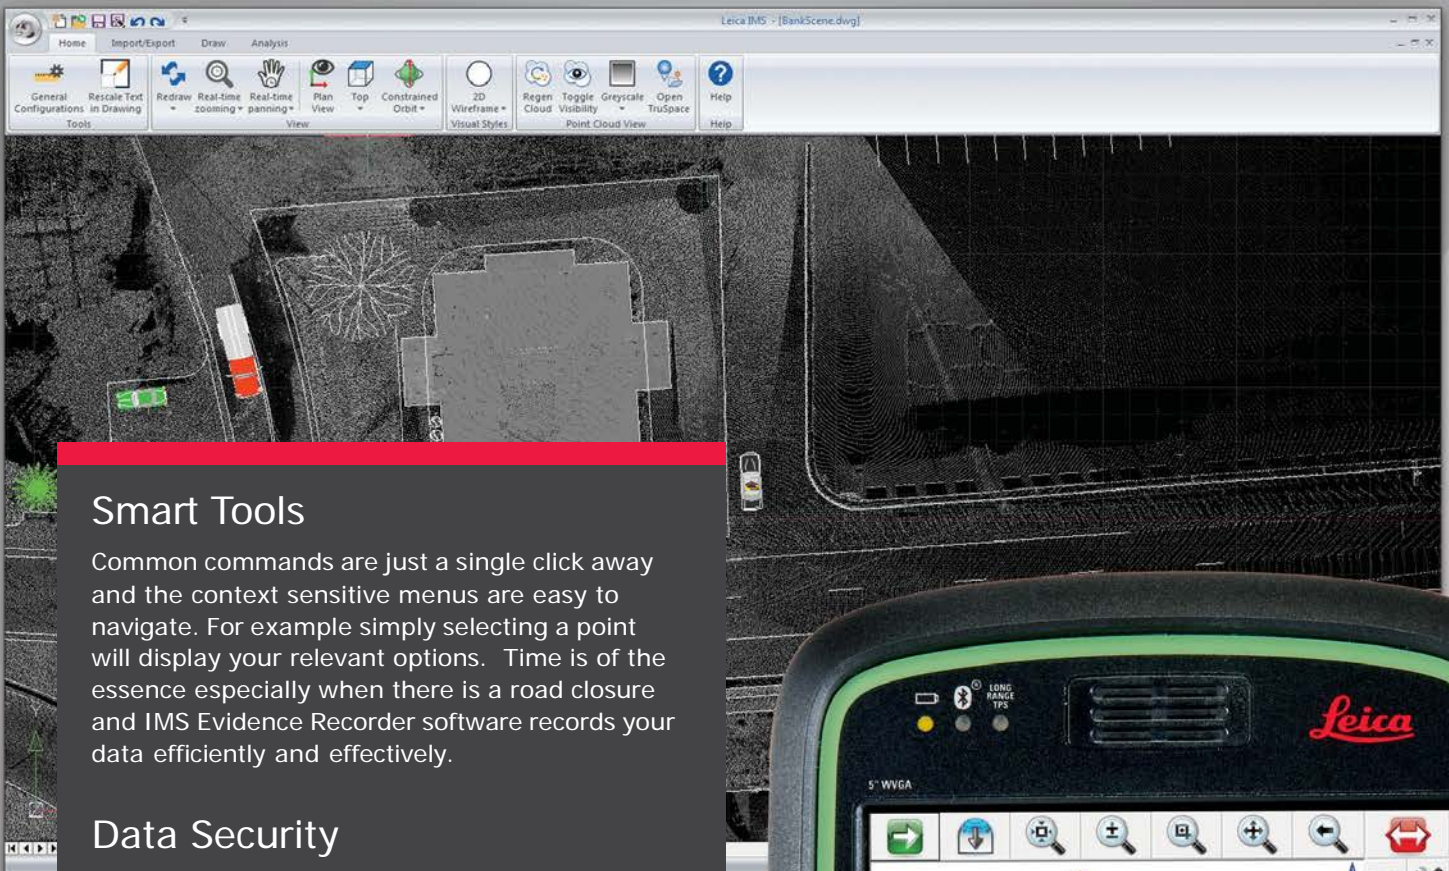 Leica IMS - [BankScene.dwg]
Home Import/Export Draw Analysis
General Configurations
Rescale Text in Drawing
Redraw
Real-time zooming
Real-time panning
Plan View
Top
Constrained Orbit
2D Wireframe
Regen Cloud
Toggle Visibility
Greyscale
Open TruSpace
Help
Tools View Visual Styles Point Cloud View Help
Smart Tools
Common commands are just a single click away
and the context sensitive menus are easy to
navigate. For example simply selecting a point
will display your relevant options. Time is of the
essence especially when there is a road closure
and IMS Evidence Recorder software records your
data efficiently and effectively.
Data Security
LONG
RANGE
TPS
Leica
5" WVGA